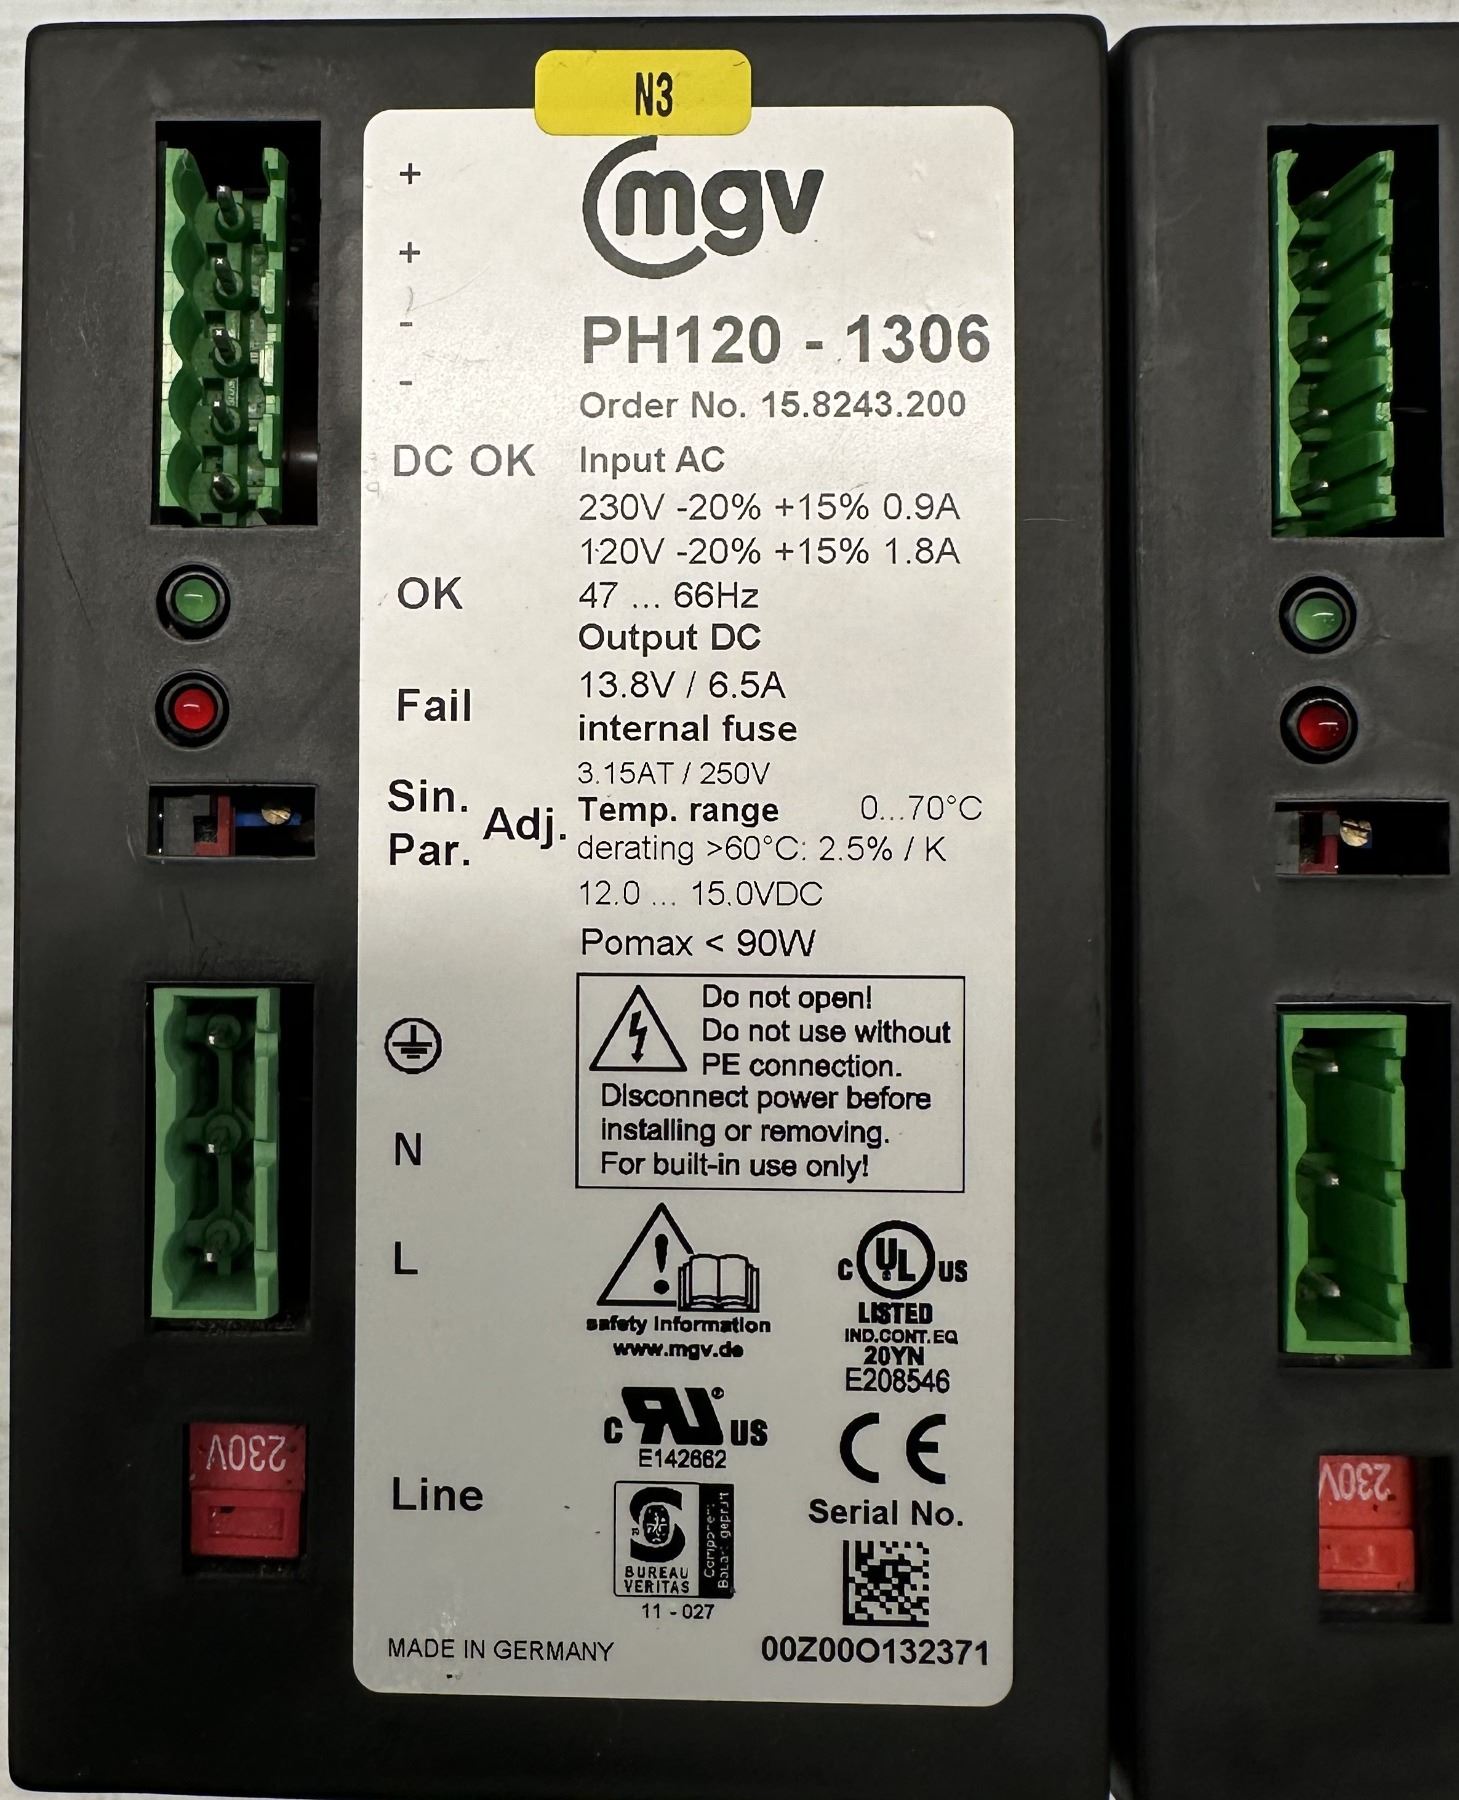 N3
mgv
+
+
-
-
PH120 - 1306
Order No. 15.8243.200
DC OK
Input AC
230V -20% +15% 0.9A
120V -20% +15% 1.8A
OK
47 ... 66Hz
Output DC
13.8V / 6.5A
Fail
internal fuse
3.15AT / 250V
Sin.
Par.
Adj.
Temp. range 0...70°C
derating >60°C: 2.5% / K
12.0 ... 15.0VDC
Pomax < 90W
Do not open!
Do not use without
PE connection.
Disconnect power before
installing or removing.
For built-in use only!
N
L
safety information
www.mgv.de
C UL US
LISTED
IND.CONT.EQ
20YN
E208546
C RU® US
E142662
CE
230V
230V
Line
BUREAU
VERITAS
11 - 027
Serial No.
MADE IN GERMANY
00Z00O132371